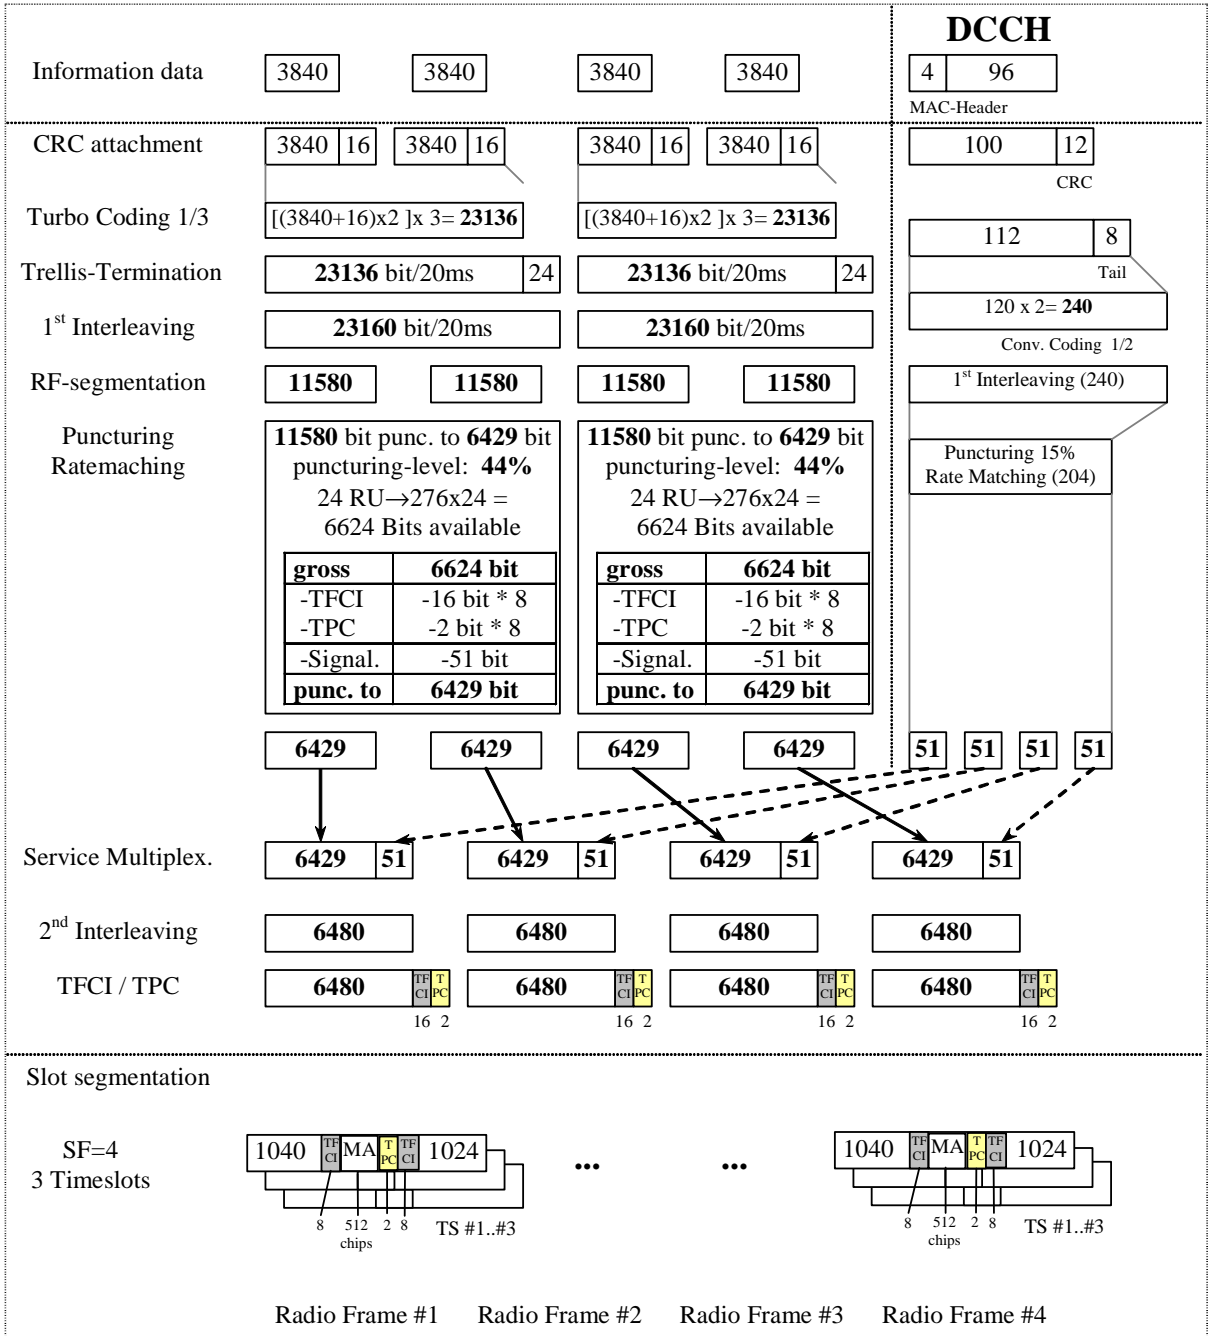 DCCH
Information data 3840 3840 3840 3840 4 96
MAC-Header
CRC attachment 3840 16 3840 16 3840 16 3840 16 100 12
CRC
Turbo Coding 1/3 [(3840+16)x2 ]x 3= 23136 [(3840+16)x2 ]x 3= 23136
112 8
Tail
Trellis-Termination 23136 bit/20ms 24 23136 bit/20ms 24
120 x 2= 240
1st Interleaving 23160 bit/20ms 23160 bit/20ms
Conv. Coding 1/2
RF-segmentation 11580 11580 11580 11580 1st Interleaving (240)
Puncturing
Ratemaching
11580 bit punc. to 6429 bit
puncturing-level: 44%
24 RU→276x24 =
6624 Bits available
gross 6624 bit
-TFCI -16 bit * 8
-TPC -2 bit * 8
-Signal. -51 bit
punc. to 6429 bit
11580 bit punc. to 6429 bit
puncturing-level: 44%
24 RU→276x24 =
6624 Bits available
gross 6624 bit
-TFCI -16 bit * 8
-TPC -2 bit * 8
-Signal. -51 bit
punc. to 6429 bit
Puncturing 15%
Rate Matching (204)
6429 6429 6429 6429 51 51 51 51
Service Multiplex. 6429 51 6429 51 6429 51 6429 51
2nd Interleaving 6480 6480 6480 6480
TFCI / TPC 6480 TF CI T PC 6480 TF CI T PC 6480 TF CI T PC 6480 TF CI T PC
16 2 16 2 16 2 16 2
Slot segmentation
SF=4
3 Timeslots
1040 TF CI MA T PC TF CI 1024 ... ... 1040 TF CI MA T PC TF CI 1024
8 512 2 8 TS #1..#3 8 512 2 8 TS #1..#3
chips chips
Radio Frame #1 Radio Frame #2 Radio Frame #3 Radio Frame #4